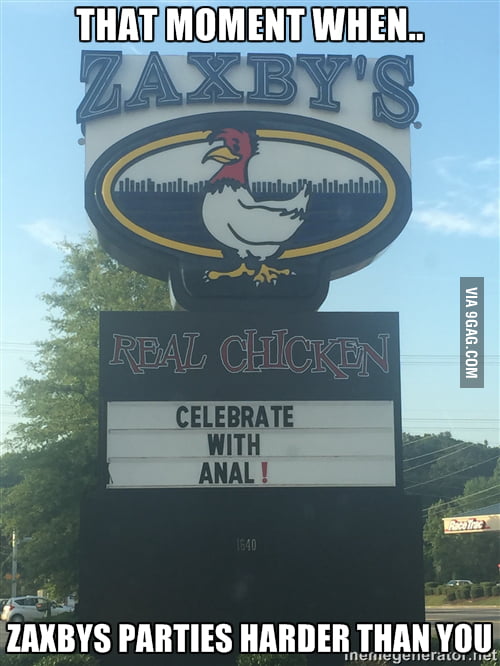 THAT MOMENT WHEN..
ZAXBY'S
VIA 9GAG.COM
REAL CHICKEN
CELEBRATE
WITH
ANAL!
1640
RaceTrac
ZAXBYS PARTIES HARDER THAN YOU
memegenerator.net